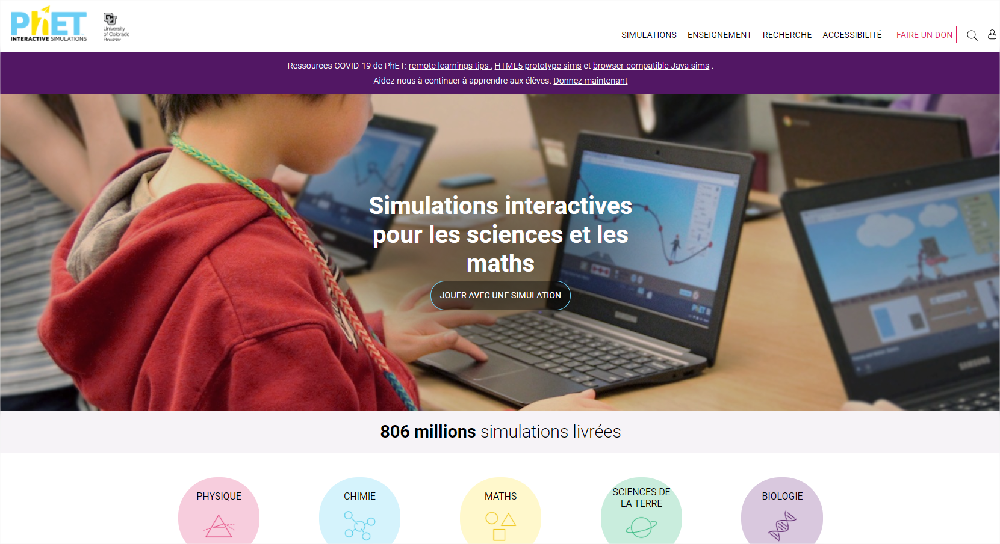 PhET
INTERACTIVE SIMULATIONS
University
of Colorado
Boulder
SIMULATIONS ENSEIGNEMENT RECHERCHE ACCESSIBILITÉ FAIRE UN DON
Ressources COVID-19 de PhET: remote learnings tips , HTML5 prototype sims et browser-compatible Java sims .
Aidez-nous à continuer à apprendre aux élèves. Donnez maintenant
Simulations interactives
pour les sciences et les
maths
JOUER AVEC UNE SIMULATION
SAMSUNG
PhET
SAMSUNG
806 millions simulations livrées
PHYSIQUE
CHIMIE
MATHS
SCIENCES DE
LA TERRE
BIOLOGIE